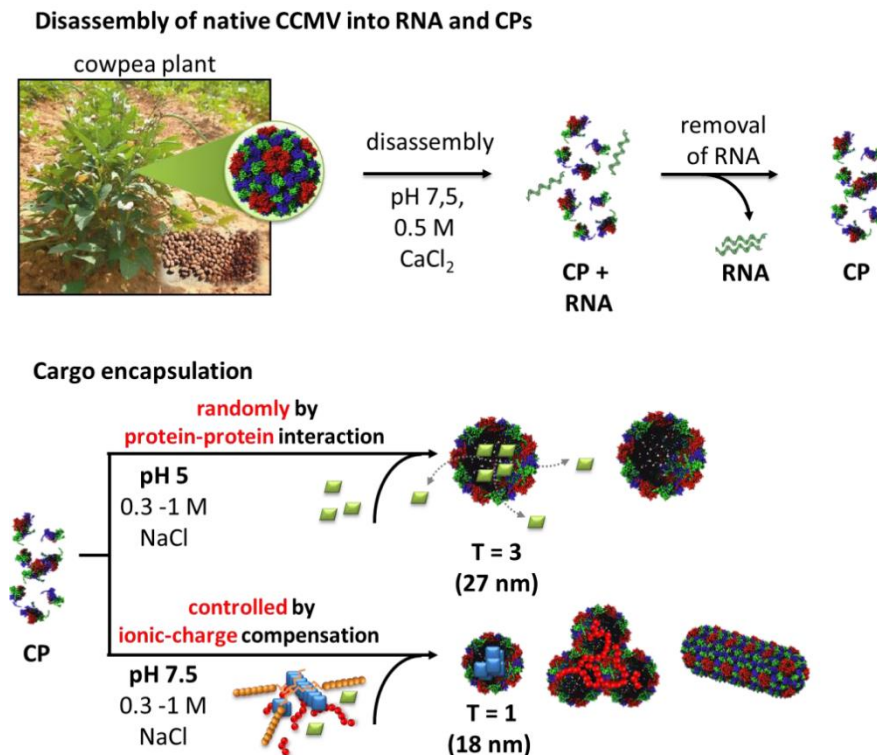 Disassembly of native CCMV into RNA and CPs
cowpea plant
disassembly
pH 7,5,
0.5 M
CaCl₂
CP +
RNA
removal
of RNA
RNA
CP
Cargo encapsulation
randomly by
protein-protein interaction
pH 5
0.3 -1 M
NaCl
T = 3
(27 nm)
CP
controlled by
ionic-charge compensation
pH 7.5
0.3 -1 M
NaCl
T = 1
(18 nm)